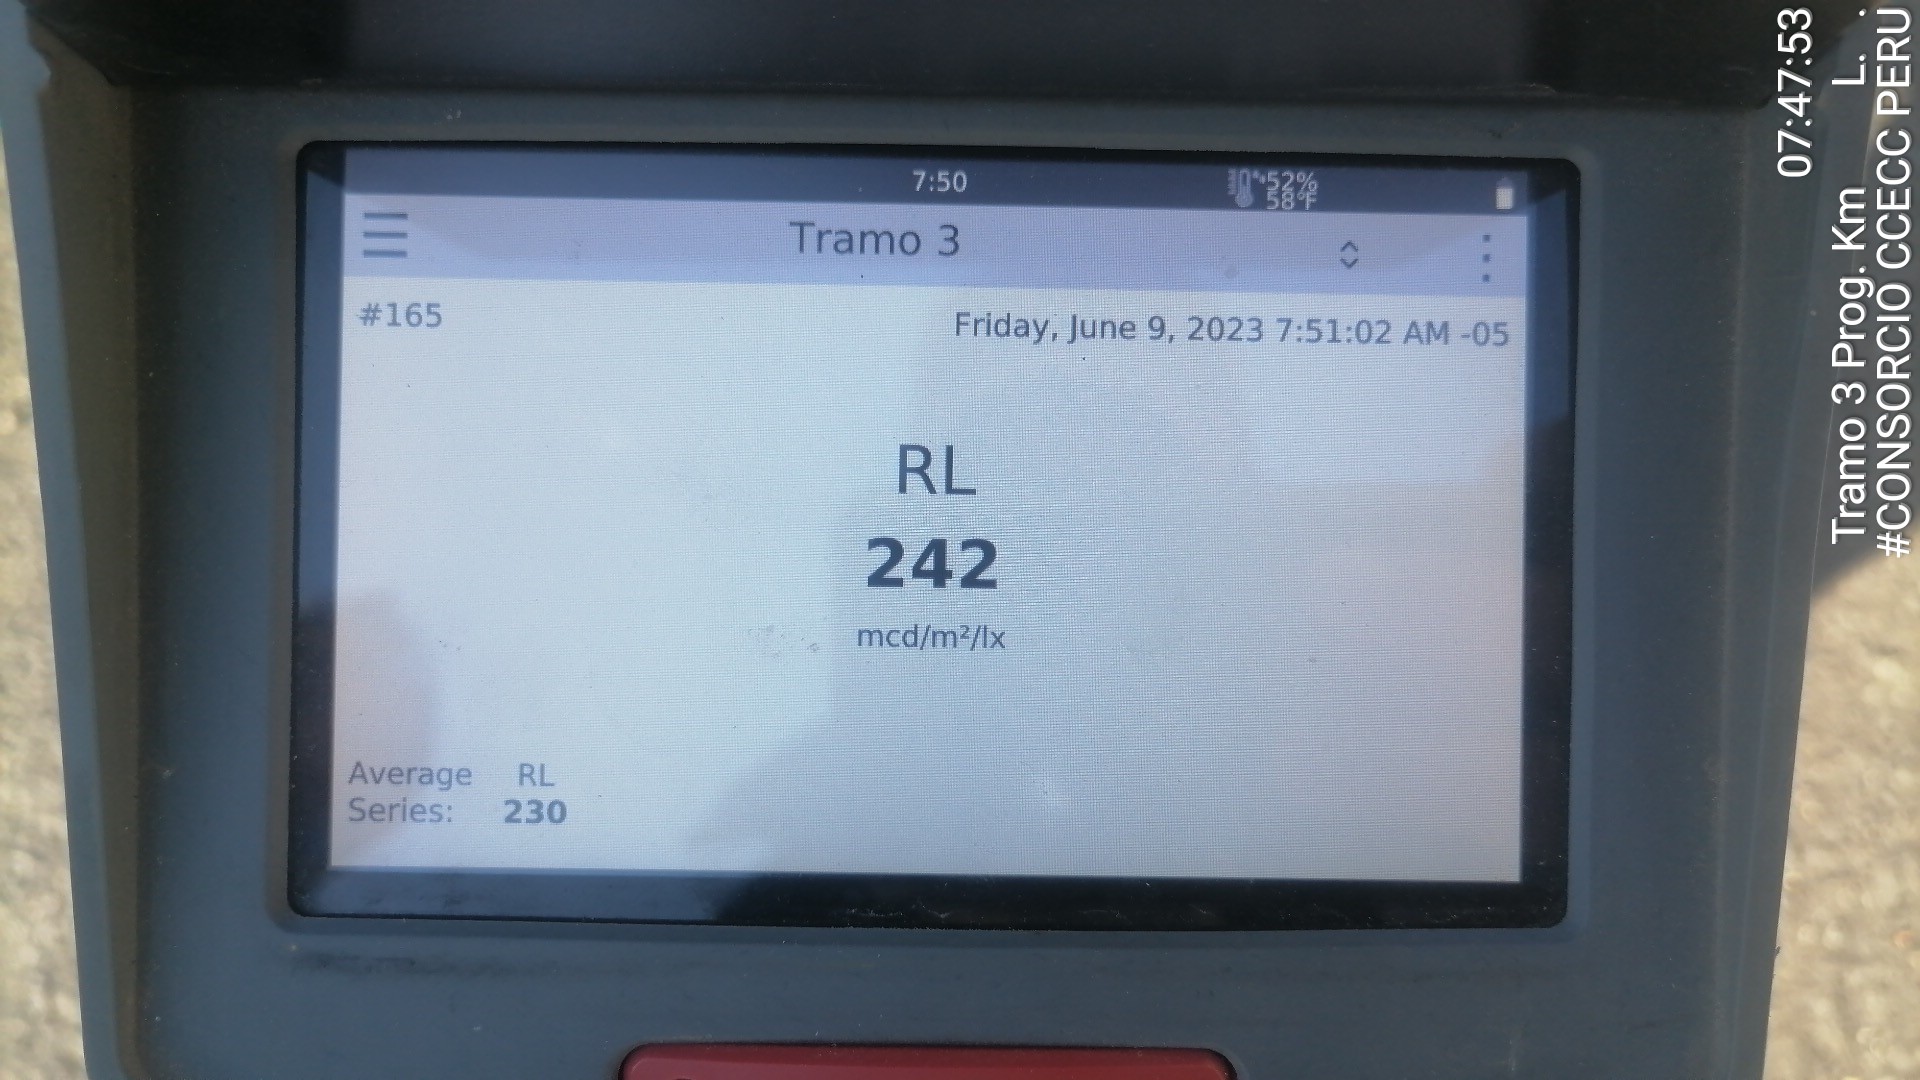 7:50
52%
58°F
Tramo 3
#165
Friday, June 9, 2023 7:51:02 AM -05
RL
242
mcd/m²/lx
Average RL
Series: 230
07:47:53
Tramo 3 Prog. Km L. .
#CONSORCIO CCECC PERU